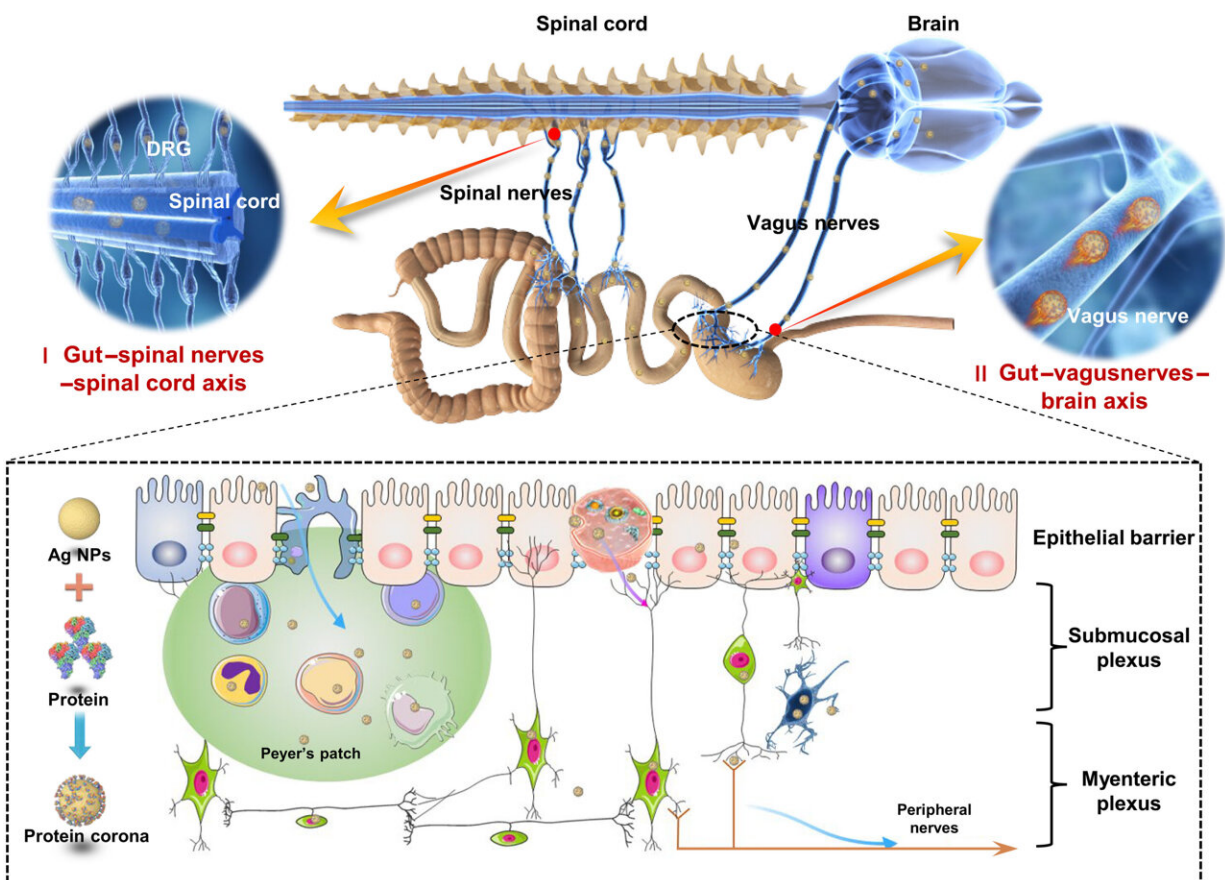 Spinal cord
Brain
DRG
Spinal cord
Spinal nerves
Vagus nerves
Vagus nerve
I Gut–spinal nerves
–spinal cord axis
II Gut–vagusnerves–
brain axis
Ag NPs
Protein
Protein corona
Peyer's patch
Peripheral
nerves
Epithelial barrier
Submucosal
plexus
Myenteric
plexus